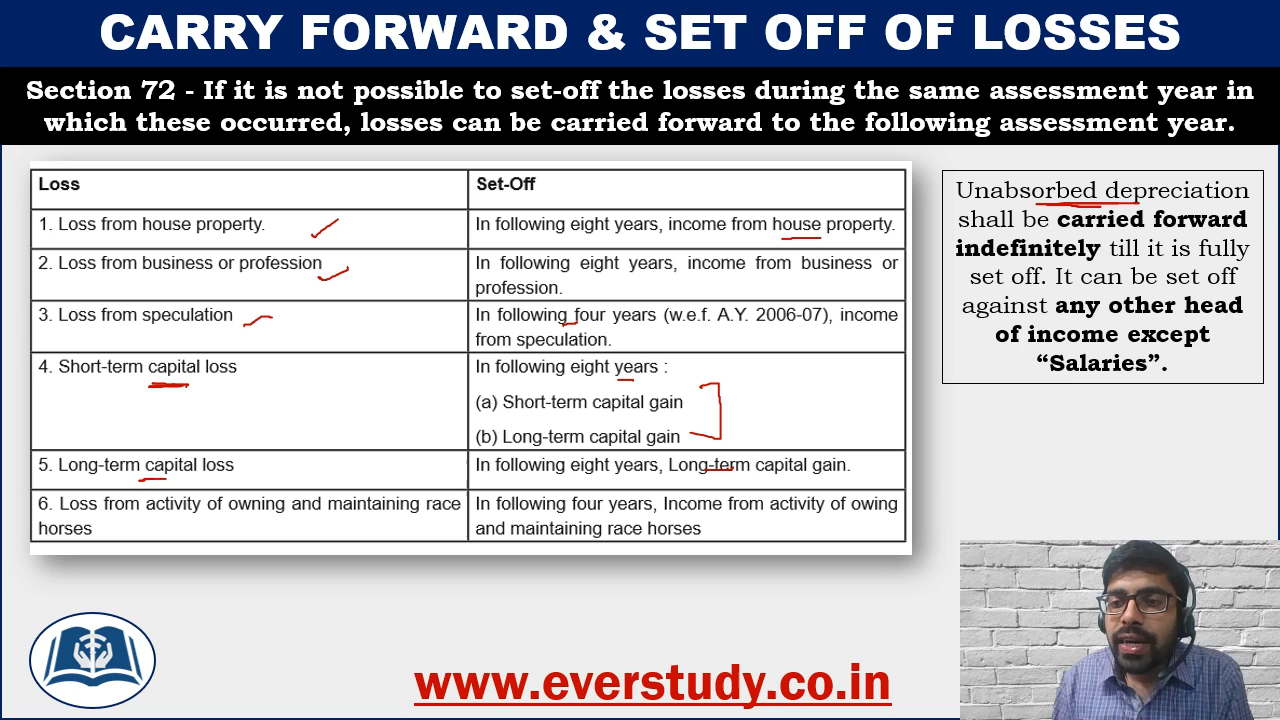 CARRY FORWARD & SET OFF OF LOSSES
Section 72 - If it is not possible to set-off the losses during the same assessment year in
which these occurred, losses can be carried forward to the following assessment year.
Loss
Set-Off
1. Loss from house property.
In following eight years, income from house property.
2. Loss from business or profession
In following eight years, income from business or
profession.
3. Loss from speculation
In following four years (w.e.f. A.Y. 2006-07), income
from speculation.
4. Short-term capital loss
In following eight years :
(a) Short-term capital gain
(b) Long-term capital gain
5. Long-term capital loss
In following eight years, Long-term capital gain.
6. Loss from activity of owning and maintaining race
horses
In following four years, Income from activity of owing
and maintaining race horses
Unabsorbed depreciation
shall be carried forward
indefinitely till it is fully
set off. It can be set off
against any other head
of income except
“Salaries”.
www.everstudy.co.in